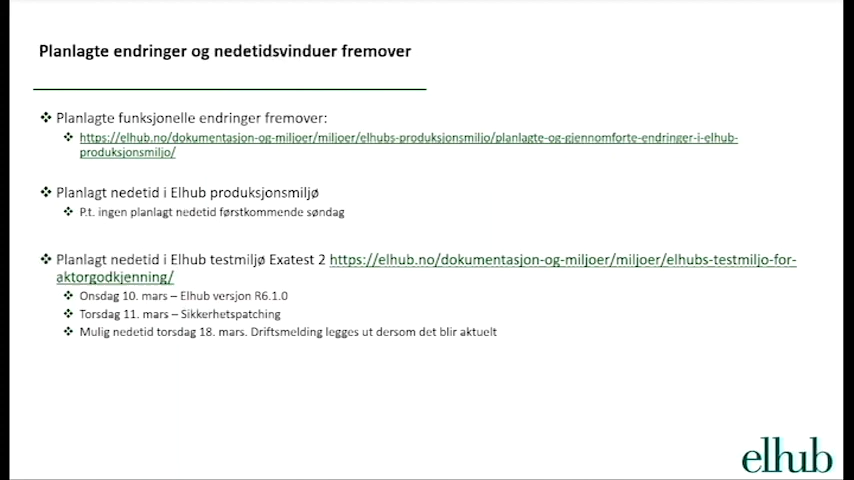 Planlagte endringer og nedetidsvinduer fremover
❖ Planlagte funksjonelle endringer fremover:
❖ https://elhub.no/dokumentasjon-og-miljoer/miljoer/elhubs-produksjonsmiljo/planlagte-og-gjennomforte-endringer-i-elhub-
produksjonsmiljo/
❖ Planlagt nedetid i Elhub produksjonsmiljø
❖ P.t. ingen planlagt nedetid førstkommende søndag
❖ Planlagt nedetid i Elhub testmiljø Exatest 2 https://elhub.no/dokumentasjon-og-miljoer/miljoer/elhubs-testmiljo-for-
aktorgodkjenning/
❖ Onsdag 10. mars – Elhub versjon R6.1.0
❖ Torsdag 11. mars – Sikkerhetspatching
❖ Mulig nedetid torsdag 18. mars. Driftsmelding legges ut dersom det blir aktuelt
elhub